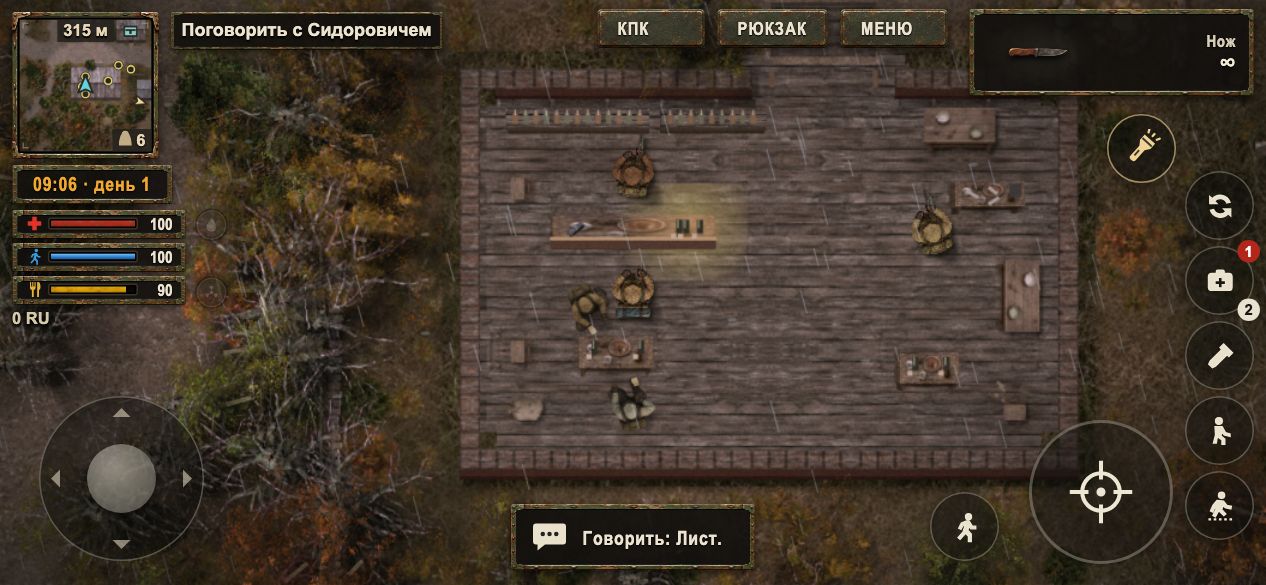 315 м
Поговорить с Сидоровичем
КПК
РЮКЗАК
МЕНЮ
Нож
∞
6
09:06 · день 1
100
100
90
0 RU
1
2
Говорить: Лист.